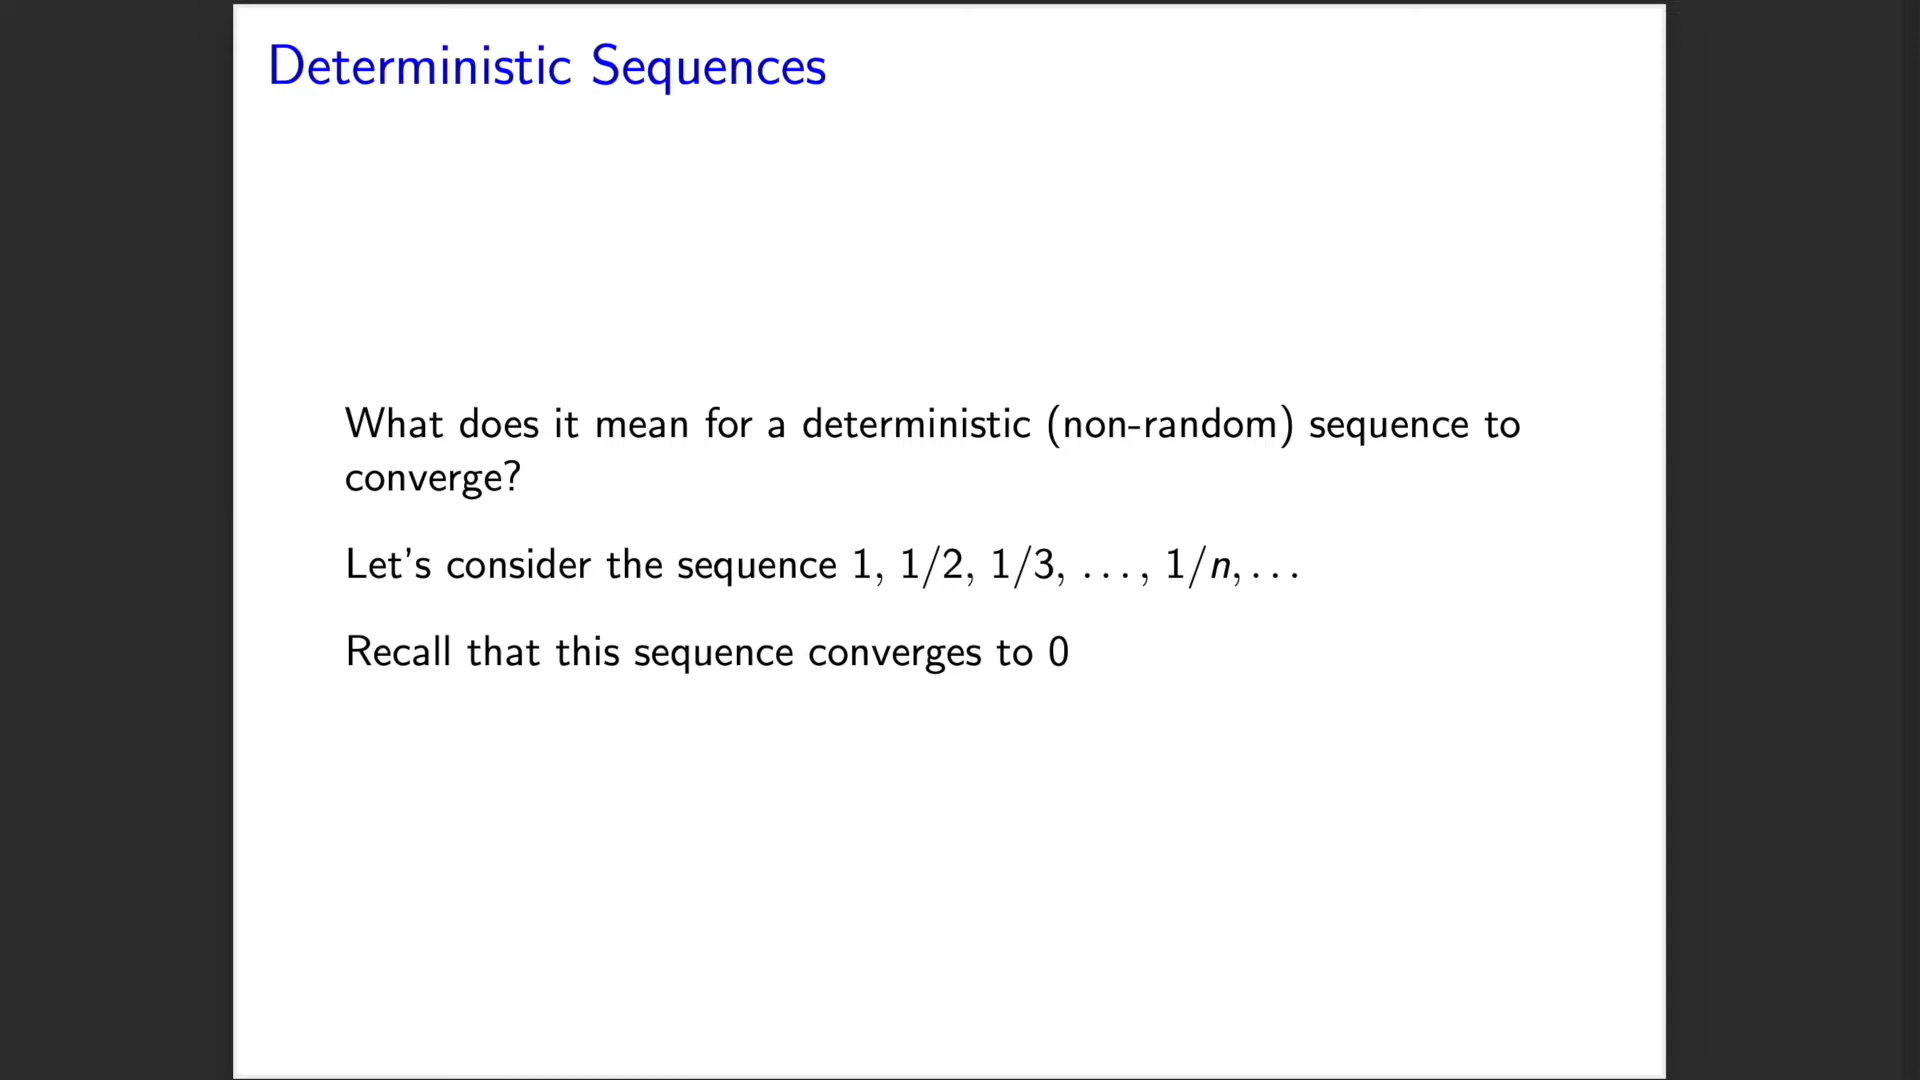 Deterministic Sequences
What does it mean for a deterministic (non-random) sequence to
converge?
Let's consider the sequence 1, 1/2, 1/3, ..., 1/n, ...
Recall that this sequence converges to 0